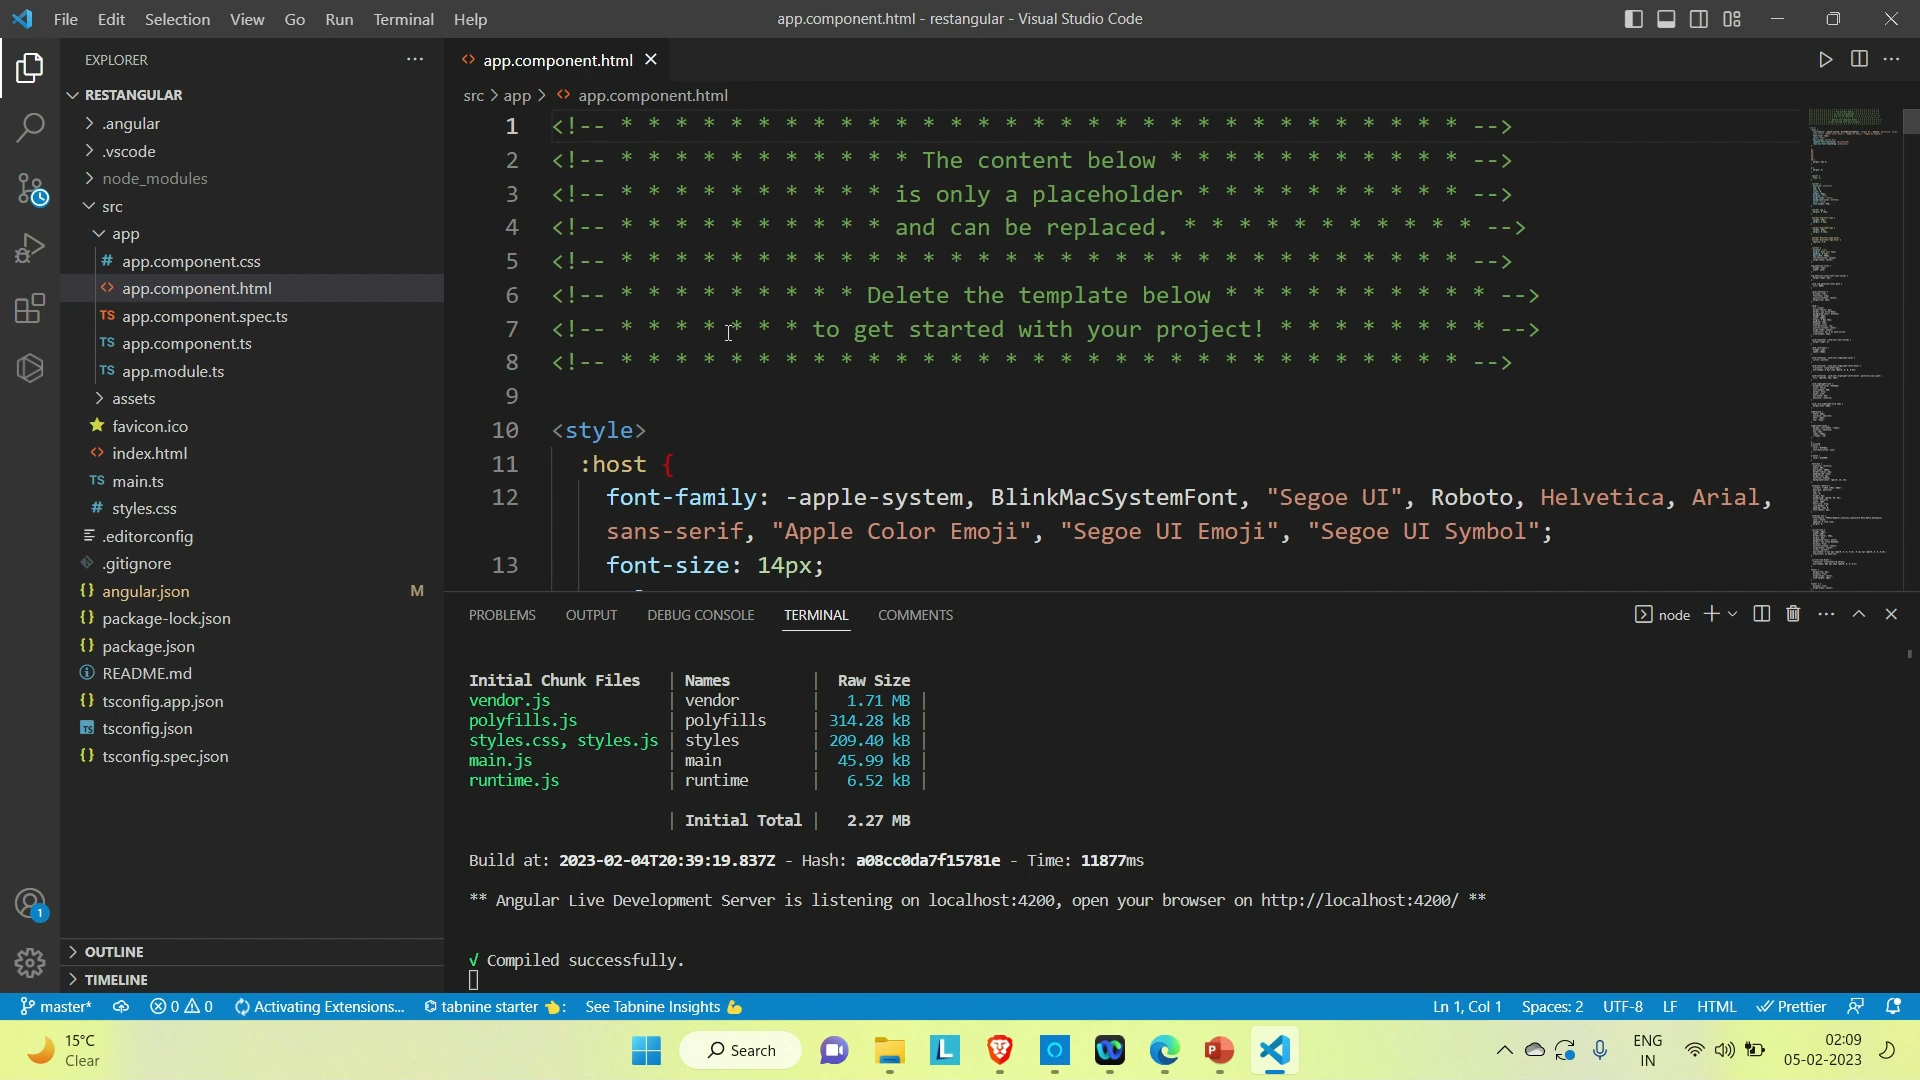 File Edit Selection View Go Run Terminal Help
app.component.html - restangular - Visual Studio Code
EXPLORER
app.component.html
RESTANGULAR
src > app > app.component.html
.angular
.vscode
node_modules
src
app
app.component.css
app.component.html
TS app.component.spec.ts
TS app.component.ts
TS app.module.ts
assets
favicon.ico
index.html
TS main.ts
styles.css
.editorconfig
.gitignore
angular.json M
package-lock.json
package.json
README.md
tsconfig.app.json
tsconfig.json
tsconfig.spec.json
OUTLINE
TIMELINE
1 <!-- * * * * * * * * * * * * * * * * * * * * * * * * * * * * * * * -->
2 <!-- * * * * * * * * * * * The content below * * * * * * * * * * * -->
3 <!-- * * * * * * * * * * is only a placeholder * * * * * * * * * * -->
4 <!-- * * * * * * * * * * and can be replaced. * * * * * * * * * * * -->
5 <!-- * * * * * * * * * * * * * * * * * * * * * * * * * * * * * * * -->
6 <!-- * * * * * * * * * Delete the template below * * * * * * * * * * -->
7 <!-- * * * * * * * to get started with your project! * * * * * * * * -->
8 <!-- * * * * * * * * * * * * * * * * * * * * * * * * * * * * * * * -->
9
10 <style>
11 :host {
12 font-family: -apple-system, BlinkMacSystemFont, "Segoe UI", Roboto, Helvetica, Arial,
sans-serif, "Apple Color Emoji", "Segoe UI Emoji", "Segoe UI Symbol";
13 font-size: 14px;
PROBLEMS OUTPUT DEBUG CONSOLE TERMINAL COMMENTS
node
Initial Chunk Files | Names | Raw Size
vendor.js | vendor | 1.71 MB |
polyfills.js | polyfills | 314.28 kB |
styles.css, styles.js | styles | 209.40 kB |
main.js | main | 45.99 kB |
runtime.js | runtime | 6.52 kB |
| Initial Total | 2.27 MB
Build at: 2023-02-04T20:39:19.837Z - Hash: a08cc0da7f15781e - Time: 11877ms
** Angular Live Development Server is listening on localhost:4200, open your browser on http://localhost:4200/ **
√ Compiled successfully.
master* 0 0 Activating Extensions... tabnine starter 👈: See Tabnine Insights 💪 Ln 1, Col 1 Spaces: 2 UTF-8 LF HTML Prettier
15°C
Clear
Search
ENG
IN
02:09
05-02-2023